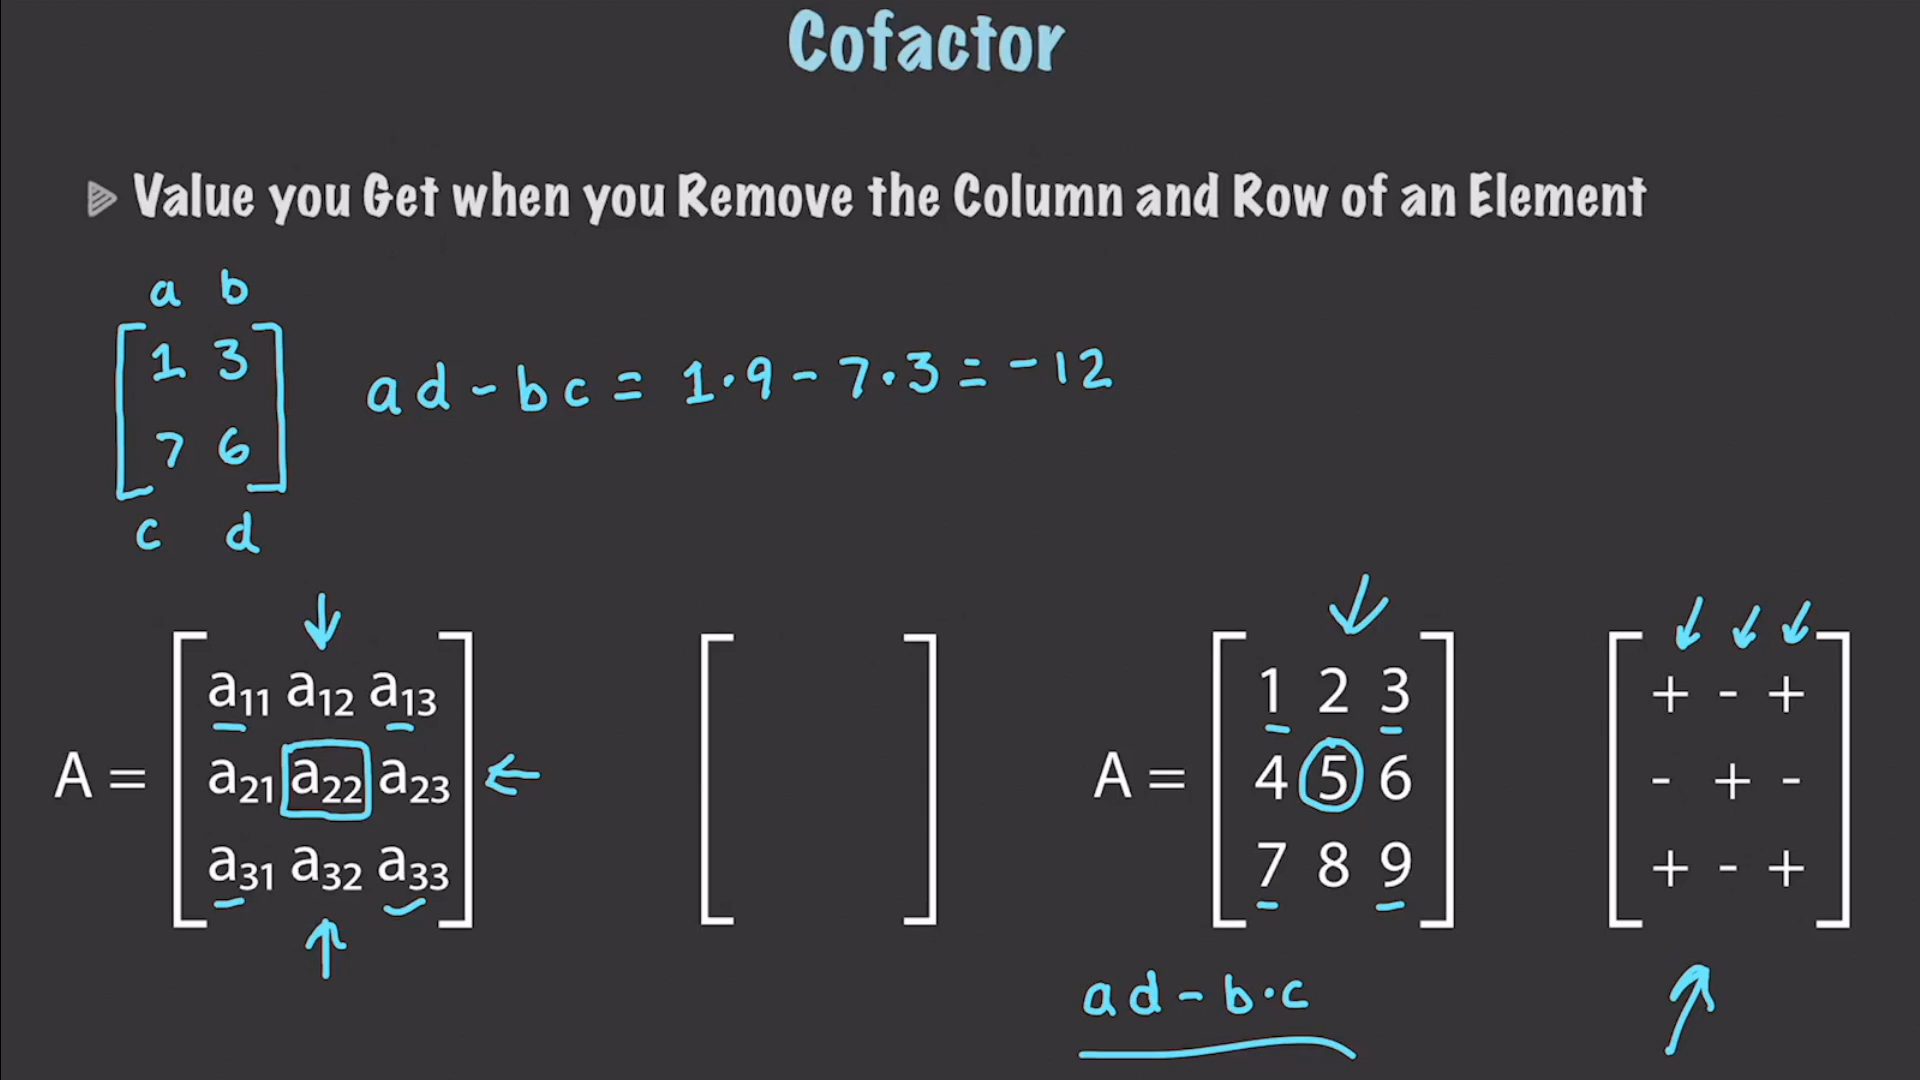 Cofactor
Value you Get when you Remove the Column and Row of an Element
a b
1 3
7 6
c d
ad - bc = 1·9 - 7·3 = -12
A = [a₁₁ a₁₂ a₁₃
a₂₁ a₂₂ a₂₃
a₃₁ a₃₂ a₃₃]
[ ]
A = [1 2 3
4 5 6
7 8 9]
[+ - +
- + -
+ - +]
ad - b·c